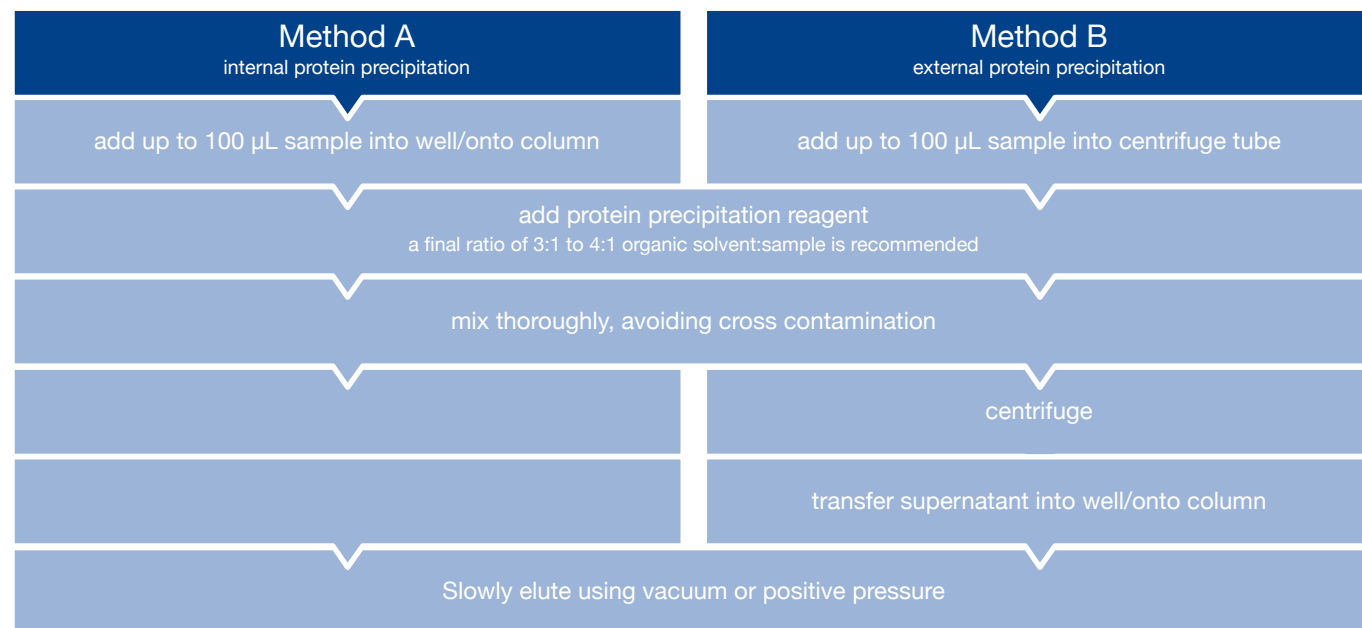 Method A
internal protein precipitation
Method B
external protein precipitation
add up to 100 µL sample into well/onto column
add up to 100 µL sample into centrifuge tube
add protein precipitation reagent
a final ratio of 3:1 to 4:1 organic solvent:sample is recommended
mix thoroughly, avoiding cross contamination
centrifuge
transfer supernatant into well/onto column
Slowly elute using vacuum or positive pressure